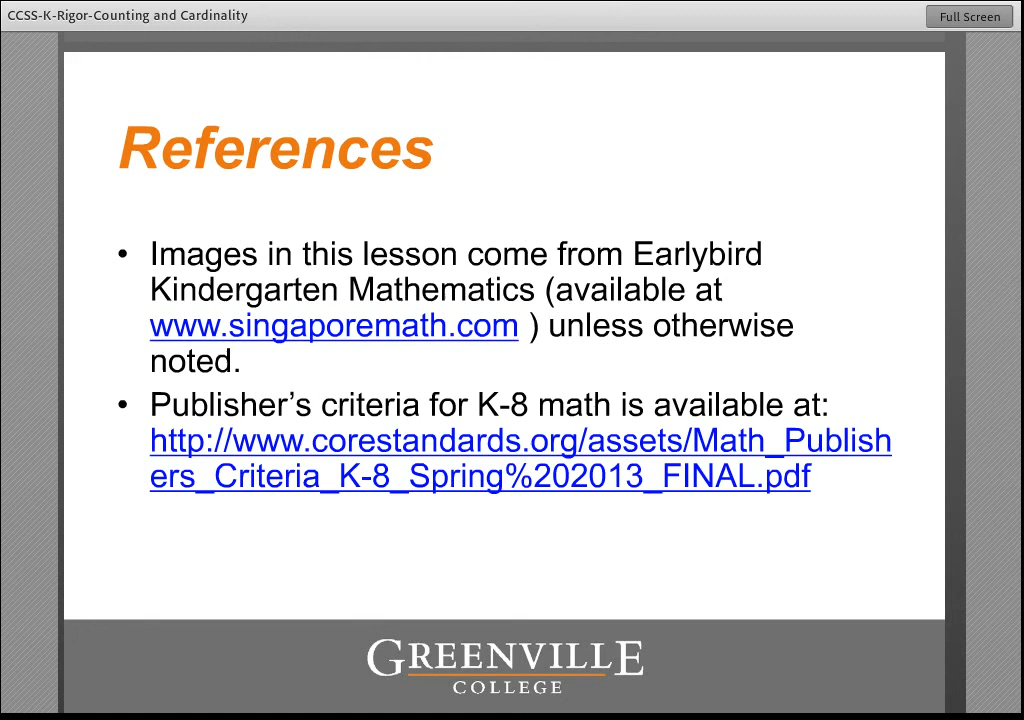 CCSS-K-Rigor-Counting and Cardinality
Full Screen
References
• Images in this lesson come from Earlybird
Kindergarten Mathematics (available at
www.singaporemath.com ) unless otherwise
noted.
• Publisher’s criteria for K-8 math is available at:
http://www.corestandards.org/assets/Math_Publish
ers_Criteria_K-8_Spring%202013_FINAL.pdf
GREENVILLE
COLLEGE